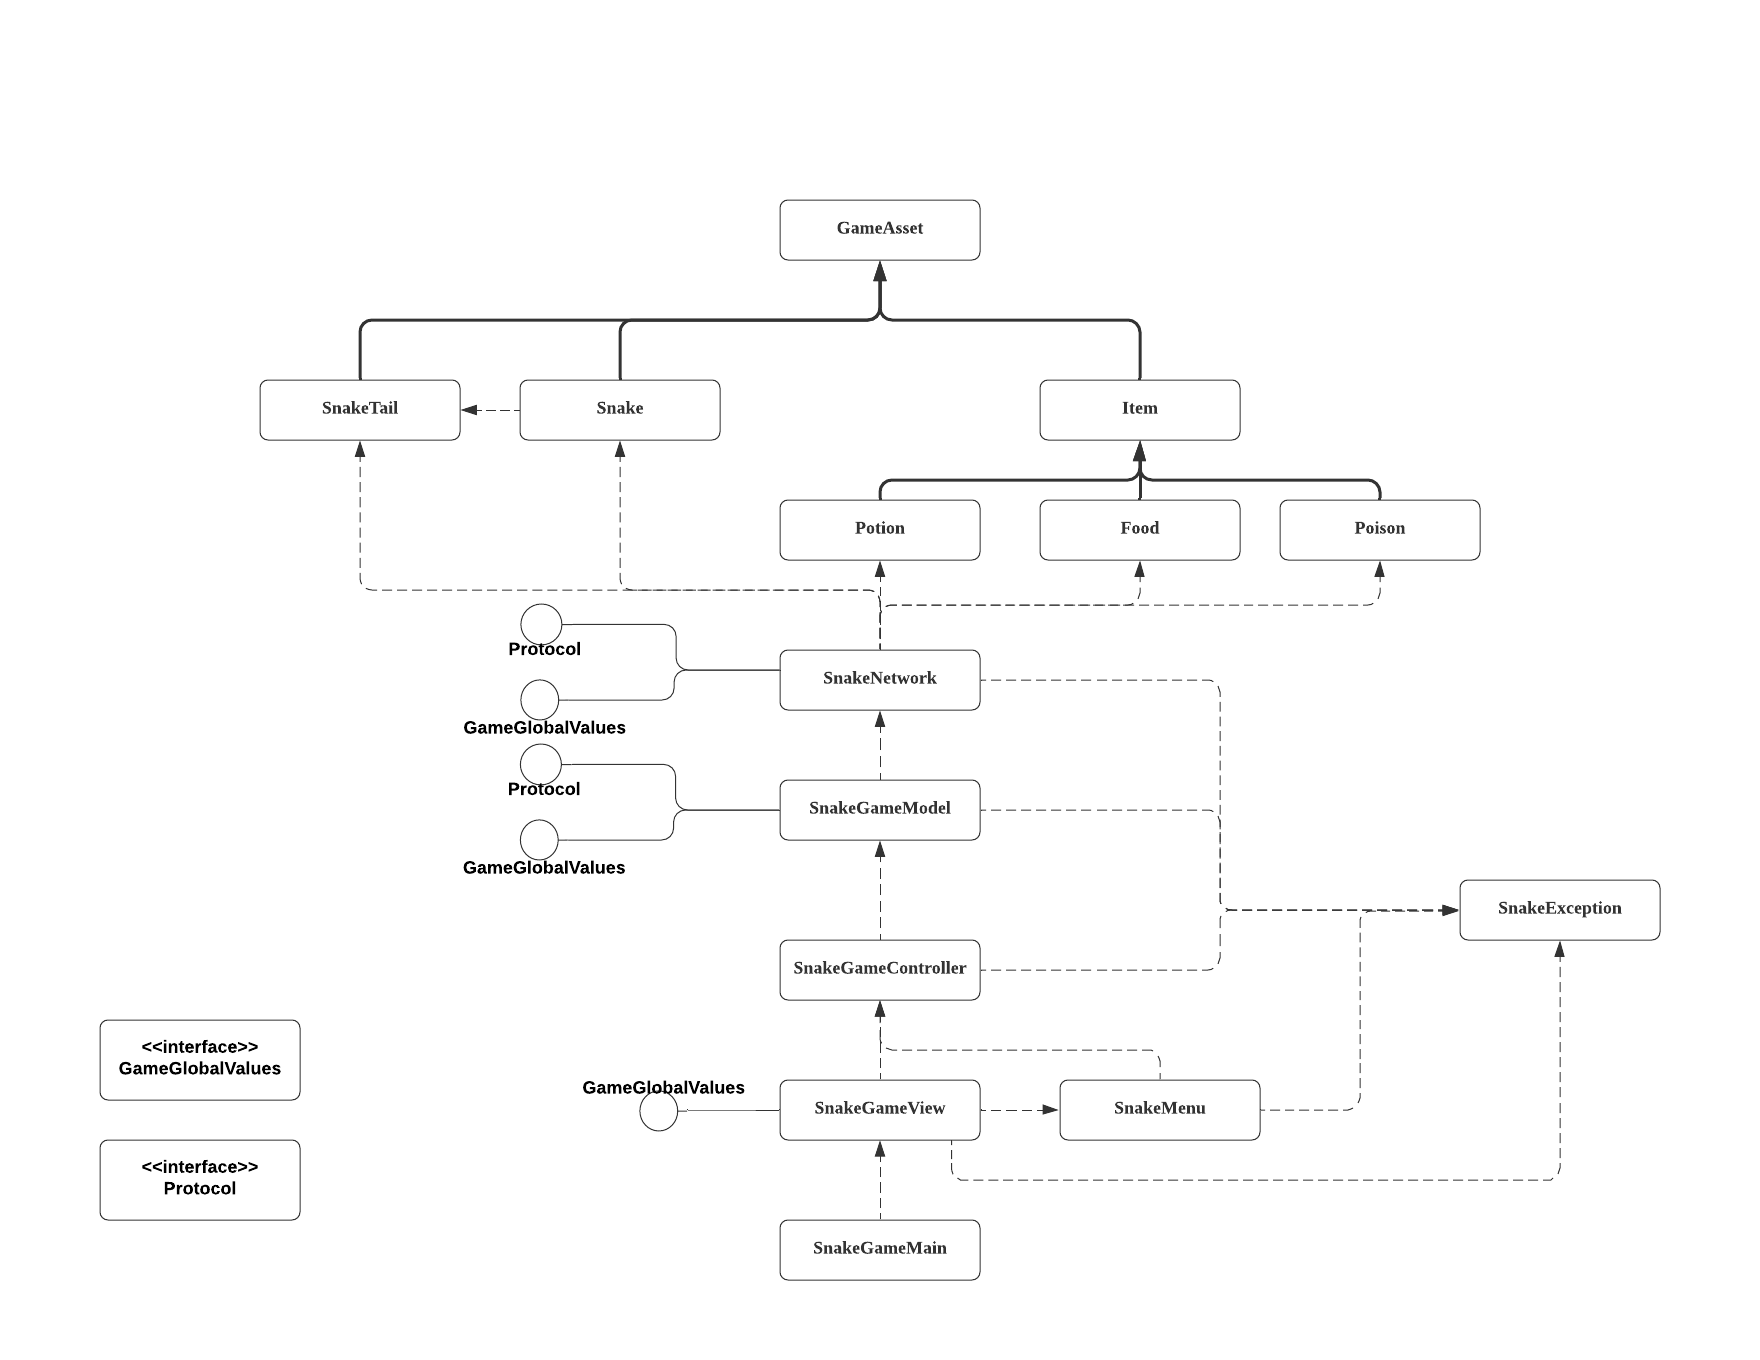 GameAsset
SnakeTail
Snake
Item
Potion
Food
Poison
Protocol
SnakeNetwork
GameGlobalValues
Protocol
SnakeGameModel
GameGlobalValues
SnakeException
SnakeGameController
<<interface>>
GameGlobalValues
GameGlobalValues
SnakeGameView
SnakeMenu
<<interface>>
Protocol
SnakeGameMain